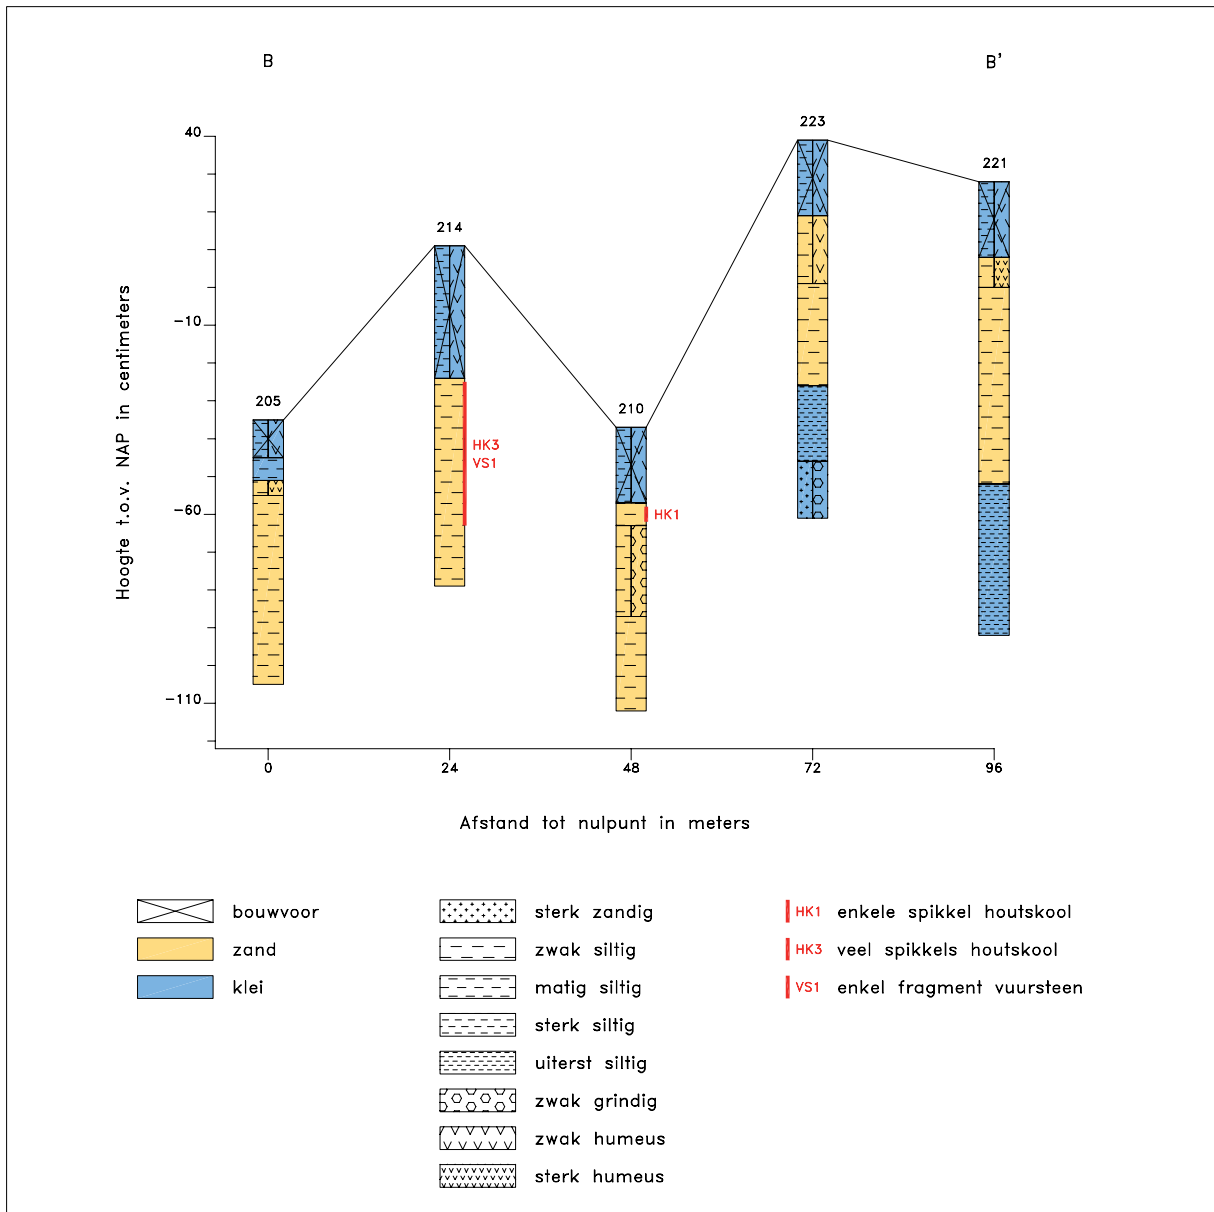 B B'
223
40
221
214
-10
205
210
HK3
VS1
-60
HK1
-110
Hoogte t.o.v. NAP in centimeters
0 24 48 72 96
Afstand tot nulpunt in meters
bouwvoor
zand
klei
sterk zandig
zwak siltig
matig siltig
sterk siltig
uiterst siltig
zwak grindig
zwak humeus
sterk humeus
HK1 enkele spikkel houtskool
HK3 veel spikkels houtskool
VS1 enkel fragment vuursteen